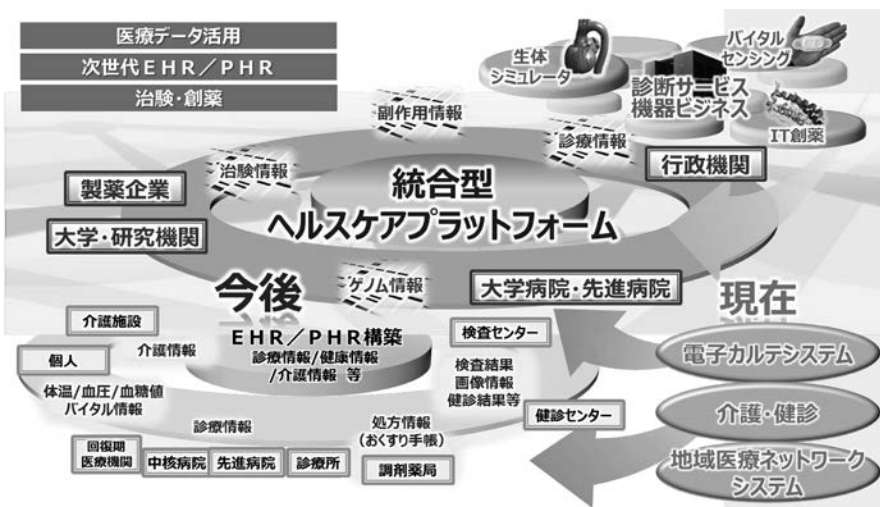 医療データ活用
次世代EHR/PHR
治験・創薬
生体
シミュレータ
バイタル
センシング
診断サービス
機器ビジネス
IT創薬
副作用情報
診療情報
治験情報
行政機関
製薬企業
統合型
ヘルスケアプラットフォーム
大学・研究機関
ゲノム情報
大学病院・先進病院
今後
現在
介護施設
EHR/PHR構築
診療情報/健康情報
/介護情報 等
検査センター
個人
介護情報
電子カルテシステム
体温/血圧/血糖値
バイタル情報
検査結果
画像情報
健診結果等
健診センター
介護・健診
診療情報
処方情報
(おくすり手帳)
回復期
医療機関
中核病院
先進病院
診療所
調剤薬局
地域医療ネットワーク
システム